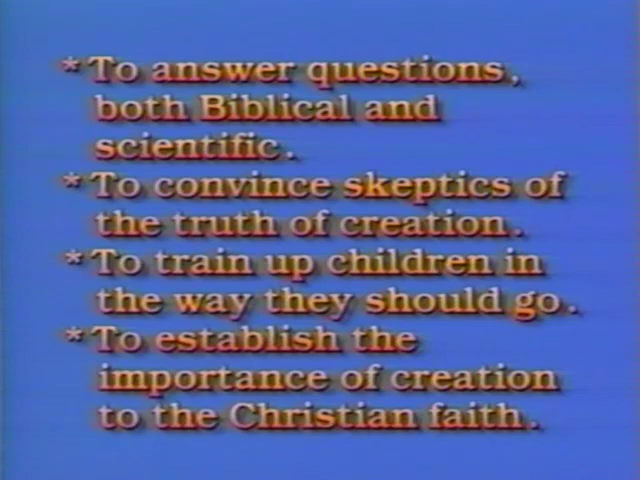 * To answer questions,
both Biblical and
scientific.
* To convince skeptics of
the truth of creation.
* To train up children in
the way they should go.
* To establish the
importance of creation
to the Christian faith.